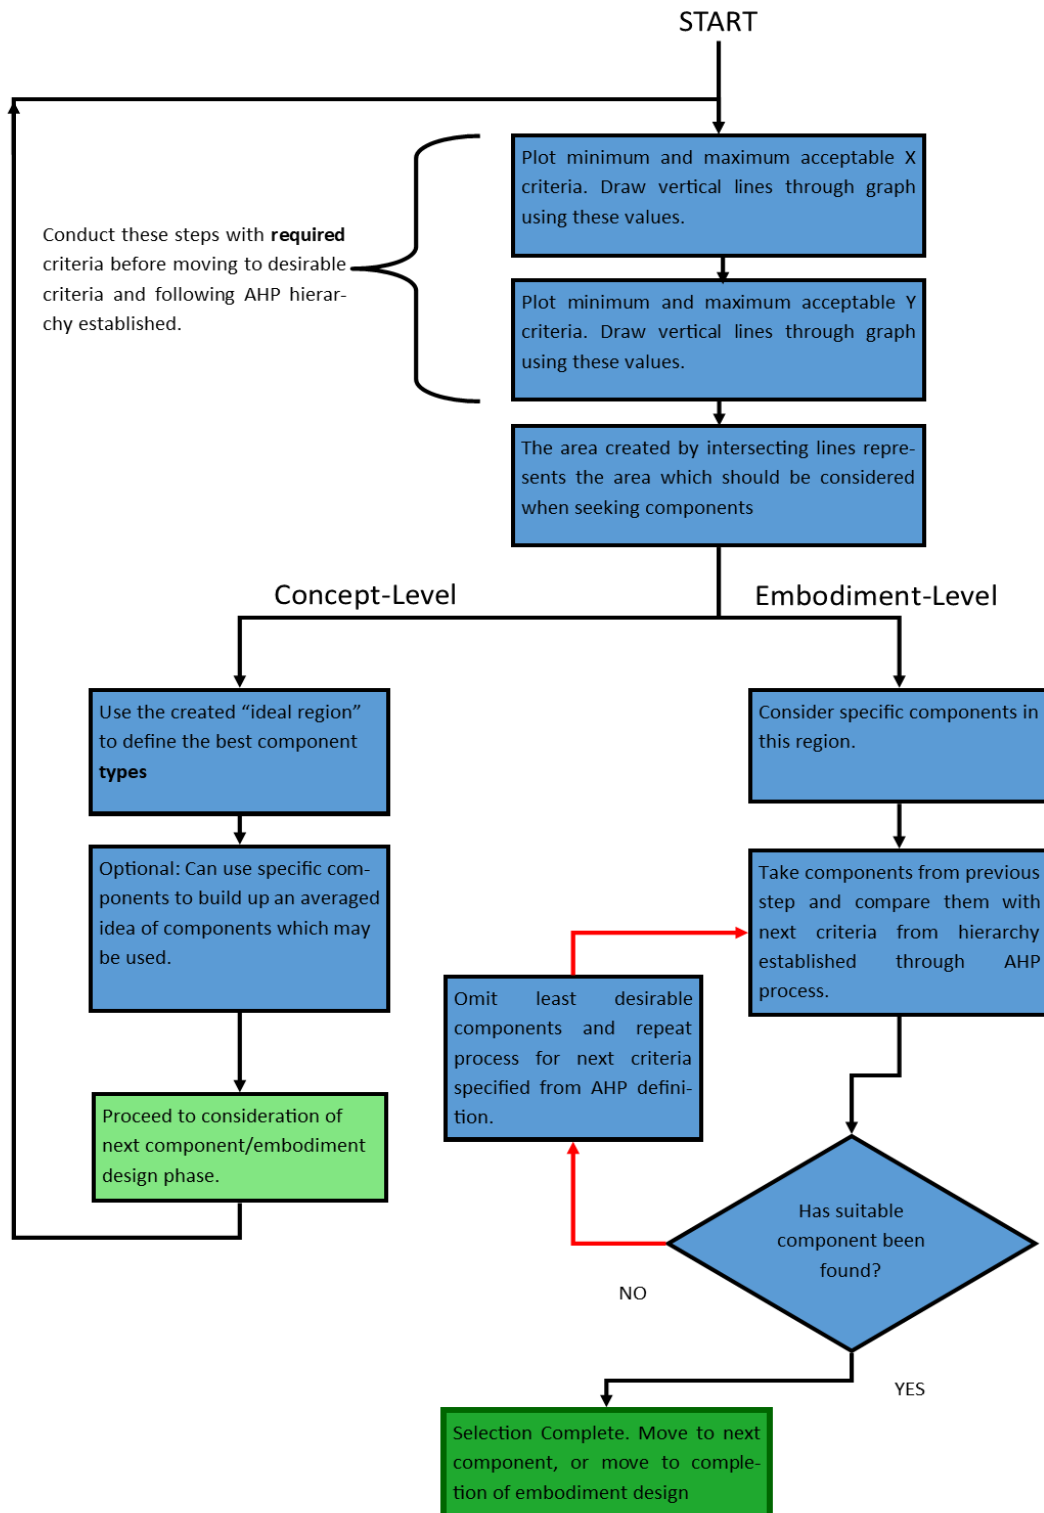 START
Plot minimum and maximum acceptable X
criteria. Draw vertical lines through graph
using these values.
Conduct these steps with required
criteria before moving to desirable
criteria and following AHP hierar-
chy established.
Plot minimum and maximum acceptable Y
criteria. Draw vertical lines through graph
using these values.
The area created by intersecting lines repre-
sents the area which should be considered
when seeking components
Concept-Level
Embodiment-Level
Use the created “ideal region”
to define the best component
types
Optional: Can use specific com-
ponents to build up an averaged
idea of components which may
be used.
Proceed to consideration of
next component/embodiment
design phase.
Consider specific components in
this region.
Take components from previous
step and compare them with
next criteria from hierarchy
established through AHP
process.
Omit least desirable
components and repeat
process for next criteria
specified from AHP defini-
tion.
Has suitable
component been
found?
NO
YES
Selection Complete. Move to next
component, or move to comple-
tion of embodiment design